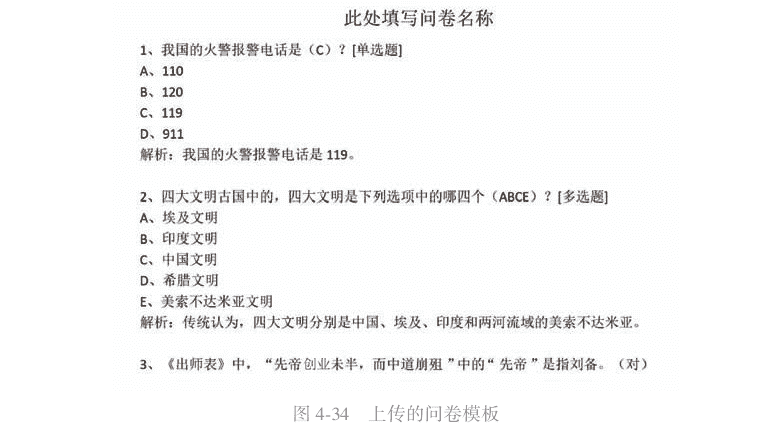 此处填写问卷名称
1、我国的火警报警电话是（C）？[单选题]
A、110
B、120
C、119
D、911
解析：我国的火警报警电话是 119。
2、四大文明古国中的，四大文明是下列选项中的哪四个（ABCE）？[多选题]
A、埃及文明
B、印度文明
C、中国文明
D、希腊文明
E、美索不达米亚文明
解析：传统认为，四大文明分别是中国、埃及、印度和两河流域的美索不达米亚。
3、《出师表》中，“先帝创业未半，而中道崩殂 ”中的“ 先帝 ”是指刘备。（对）
图 4-34 上传的问卷模板